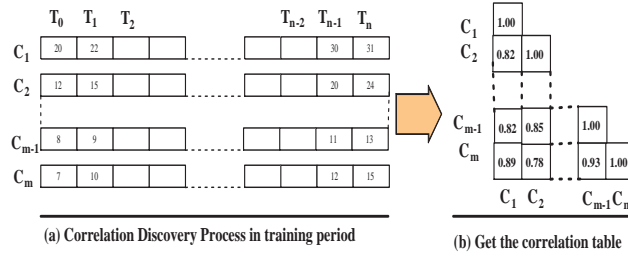 T0 T1 T2 Tn-2 Tn-1 Tn
C1 20 22 30 31
C2 12 15 20 24
Cm-1 8 9 11 13
Cm 7 10 12 15
(a) Correlation Discovery Process in training period
C1 1.00
C2 0.82 1.00
Cm-1 0.82 0.85 1.00
Cm 0.89 0.78 0.93 1.00
C1 C2 Cm-1 Cm
(b) Get the correlation table